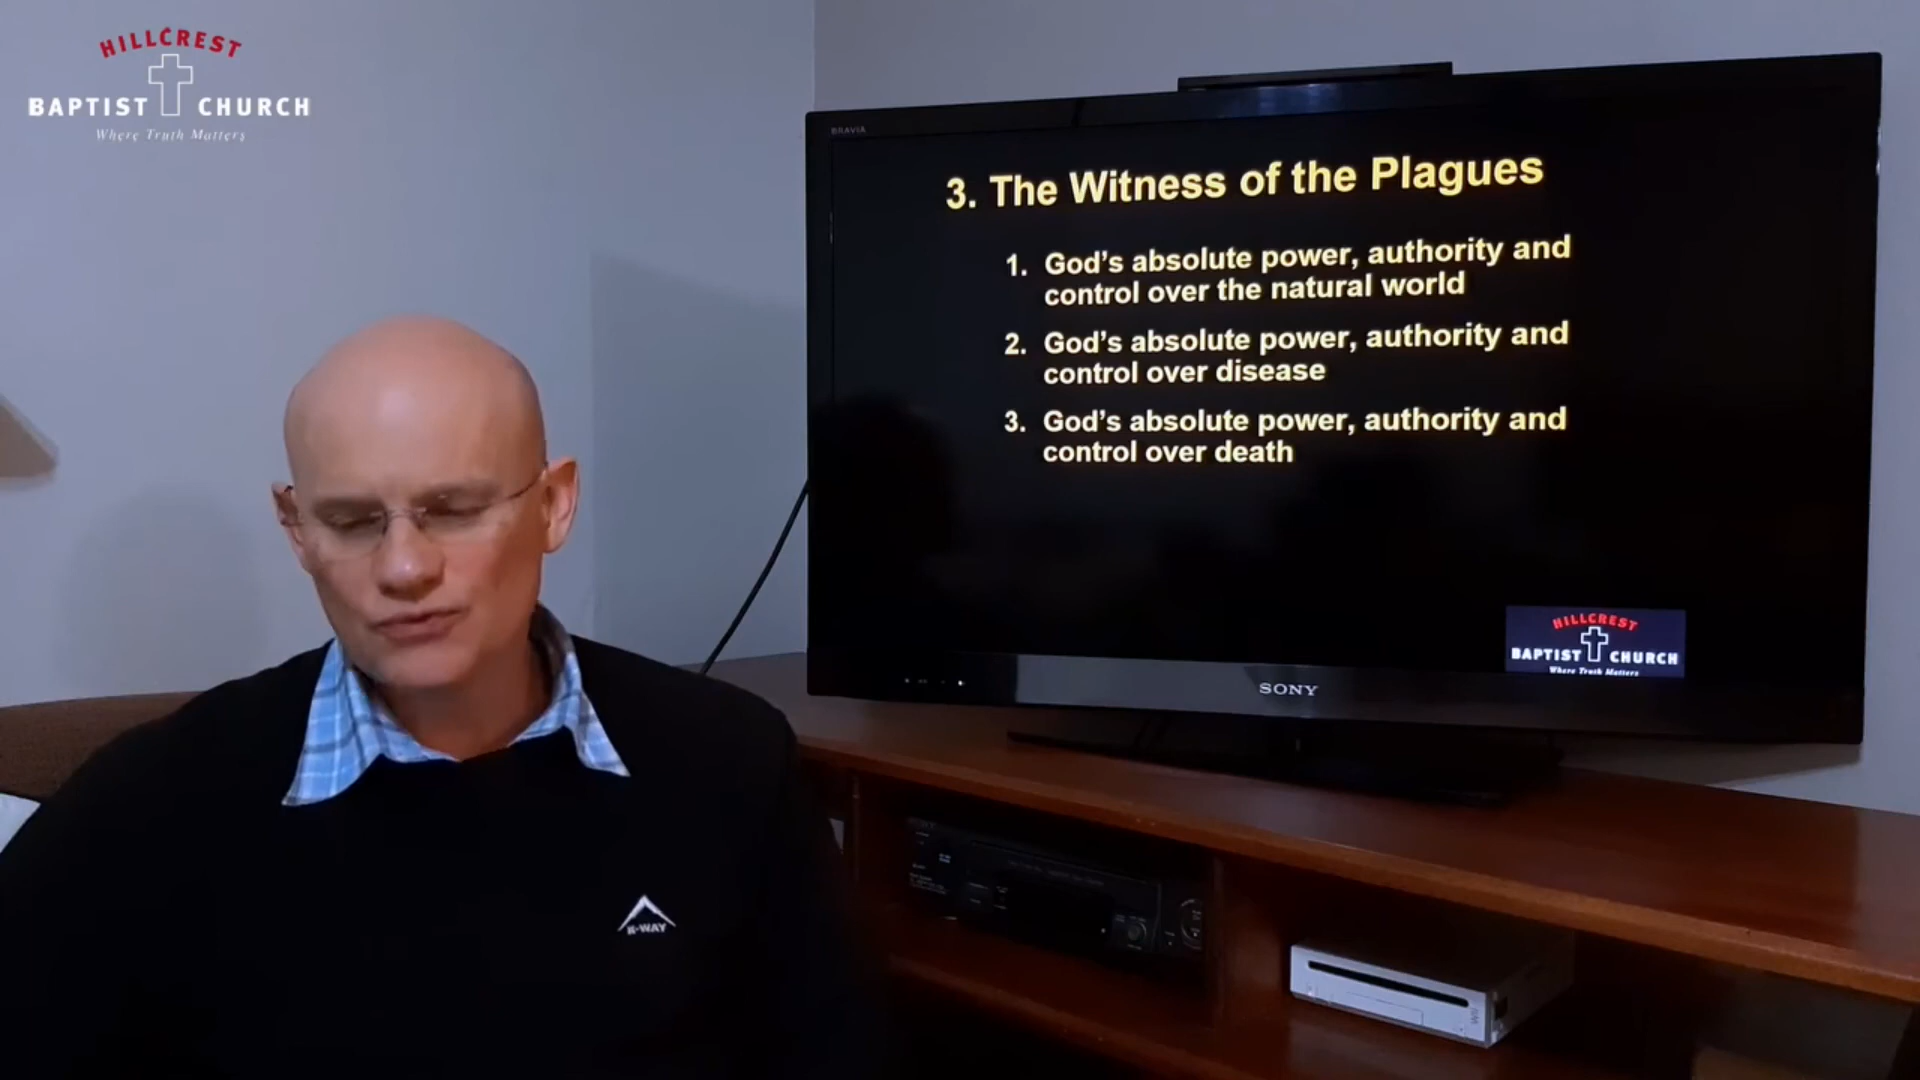 HILLCREST
BAPTIST CHURCH
Where Truth Matters
BRAVIA
3. The Witness of the Plagues
1. God's absolute power, authority and
control over the natural world
2. God's absolute power, authority and
control over disease
3. God's absolute power, authority and
control over death
HILLCREST
BAPTIST CHURCH
Where Truth Matters
SONY
K-WAY
Wii